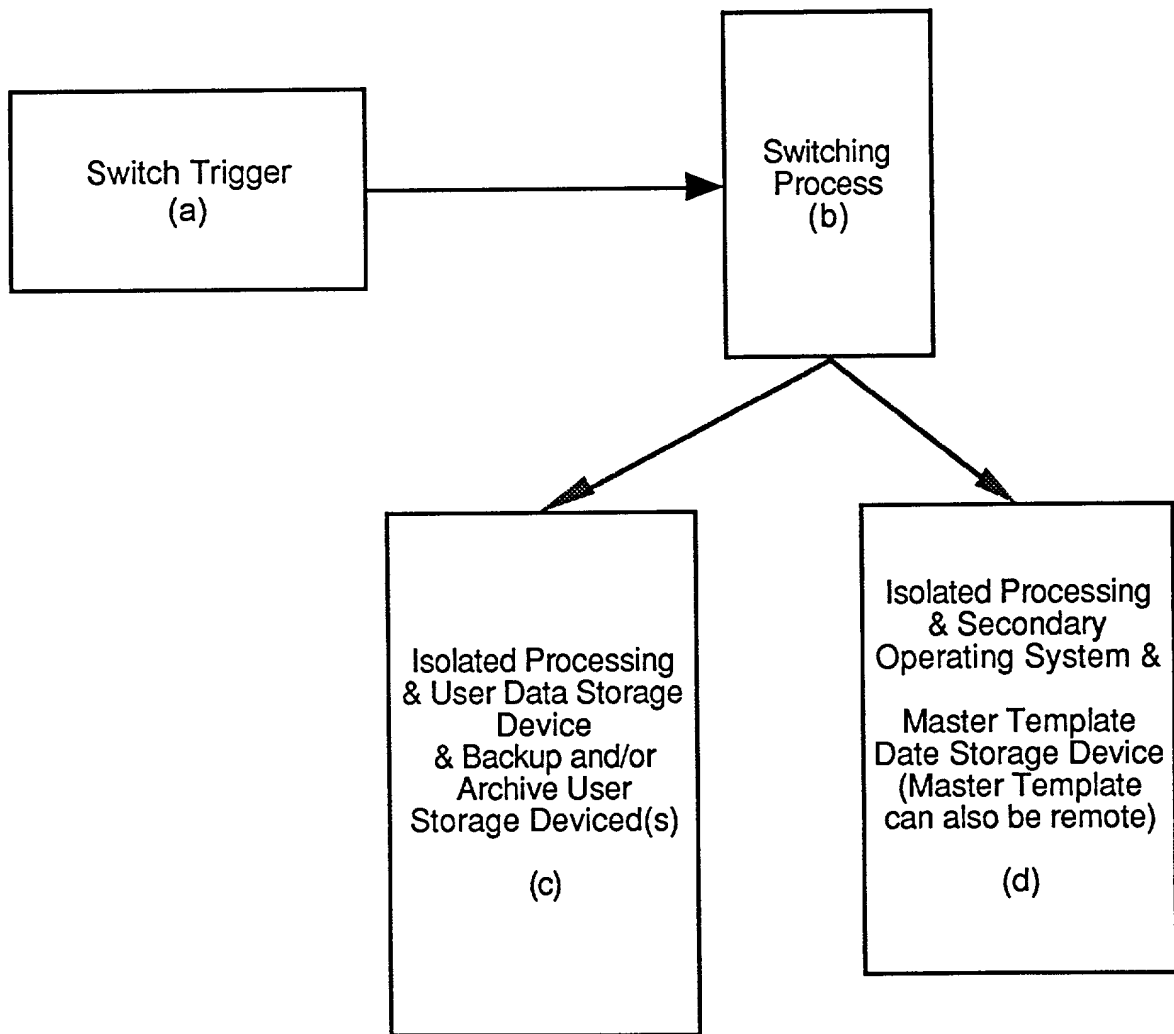 Switch Trigger
(a)
Switching
Process
(b)
Isolated Processing
& User Data Storage
Device
& Backup and/or
Archive User
Storage Deviced(s)
(c)
Isolated Processing
& Secondary
Operating System &
Master Template
Date Storage Device
(Master Template
can also be remote)
(d)